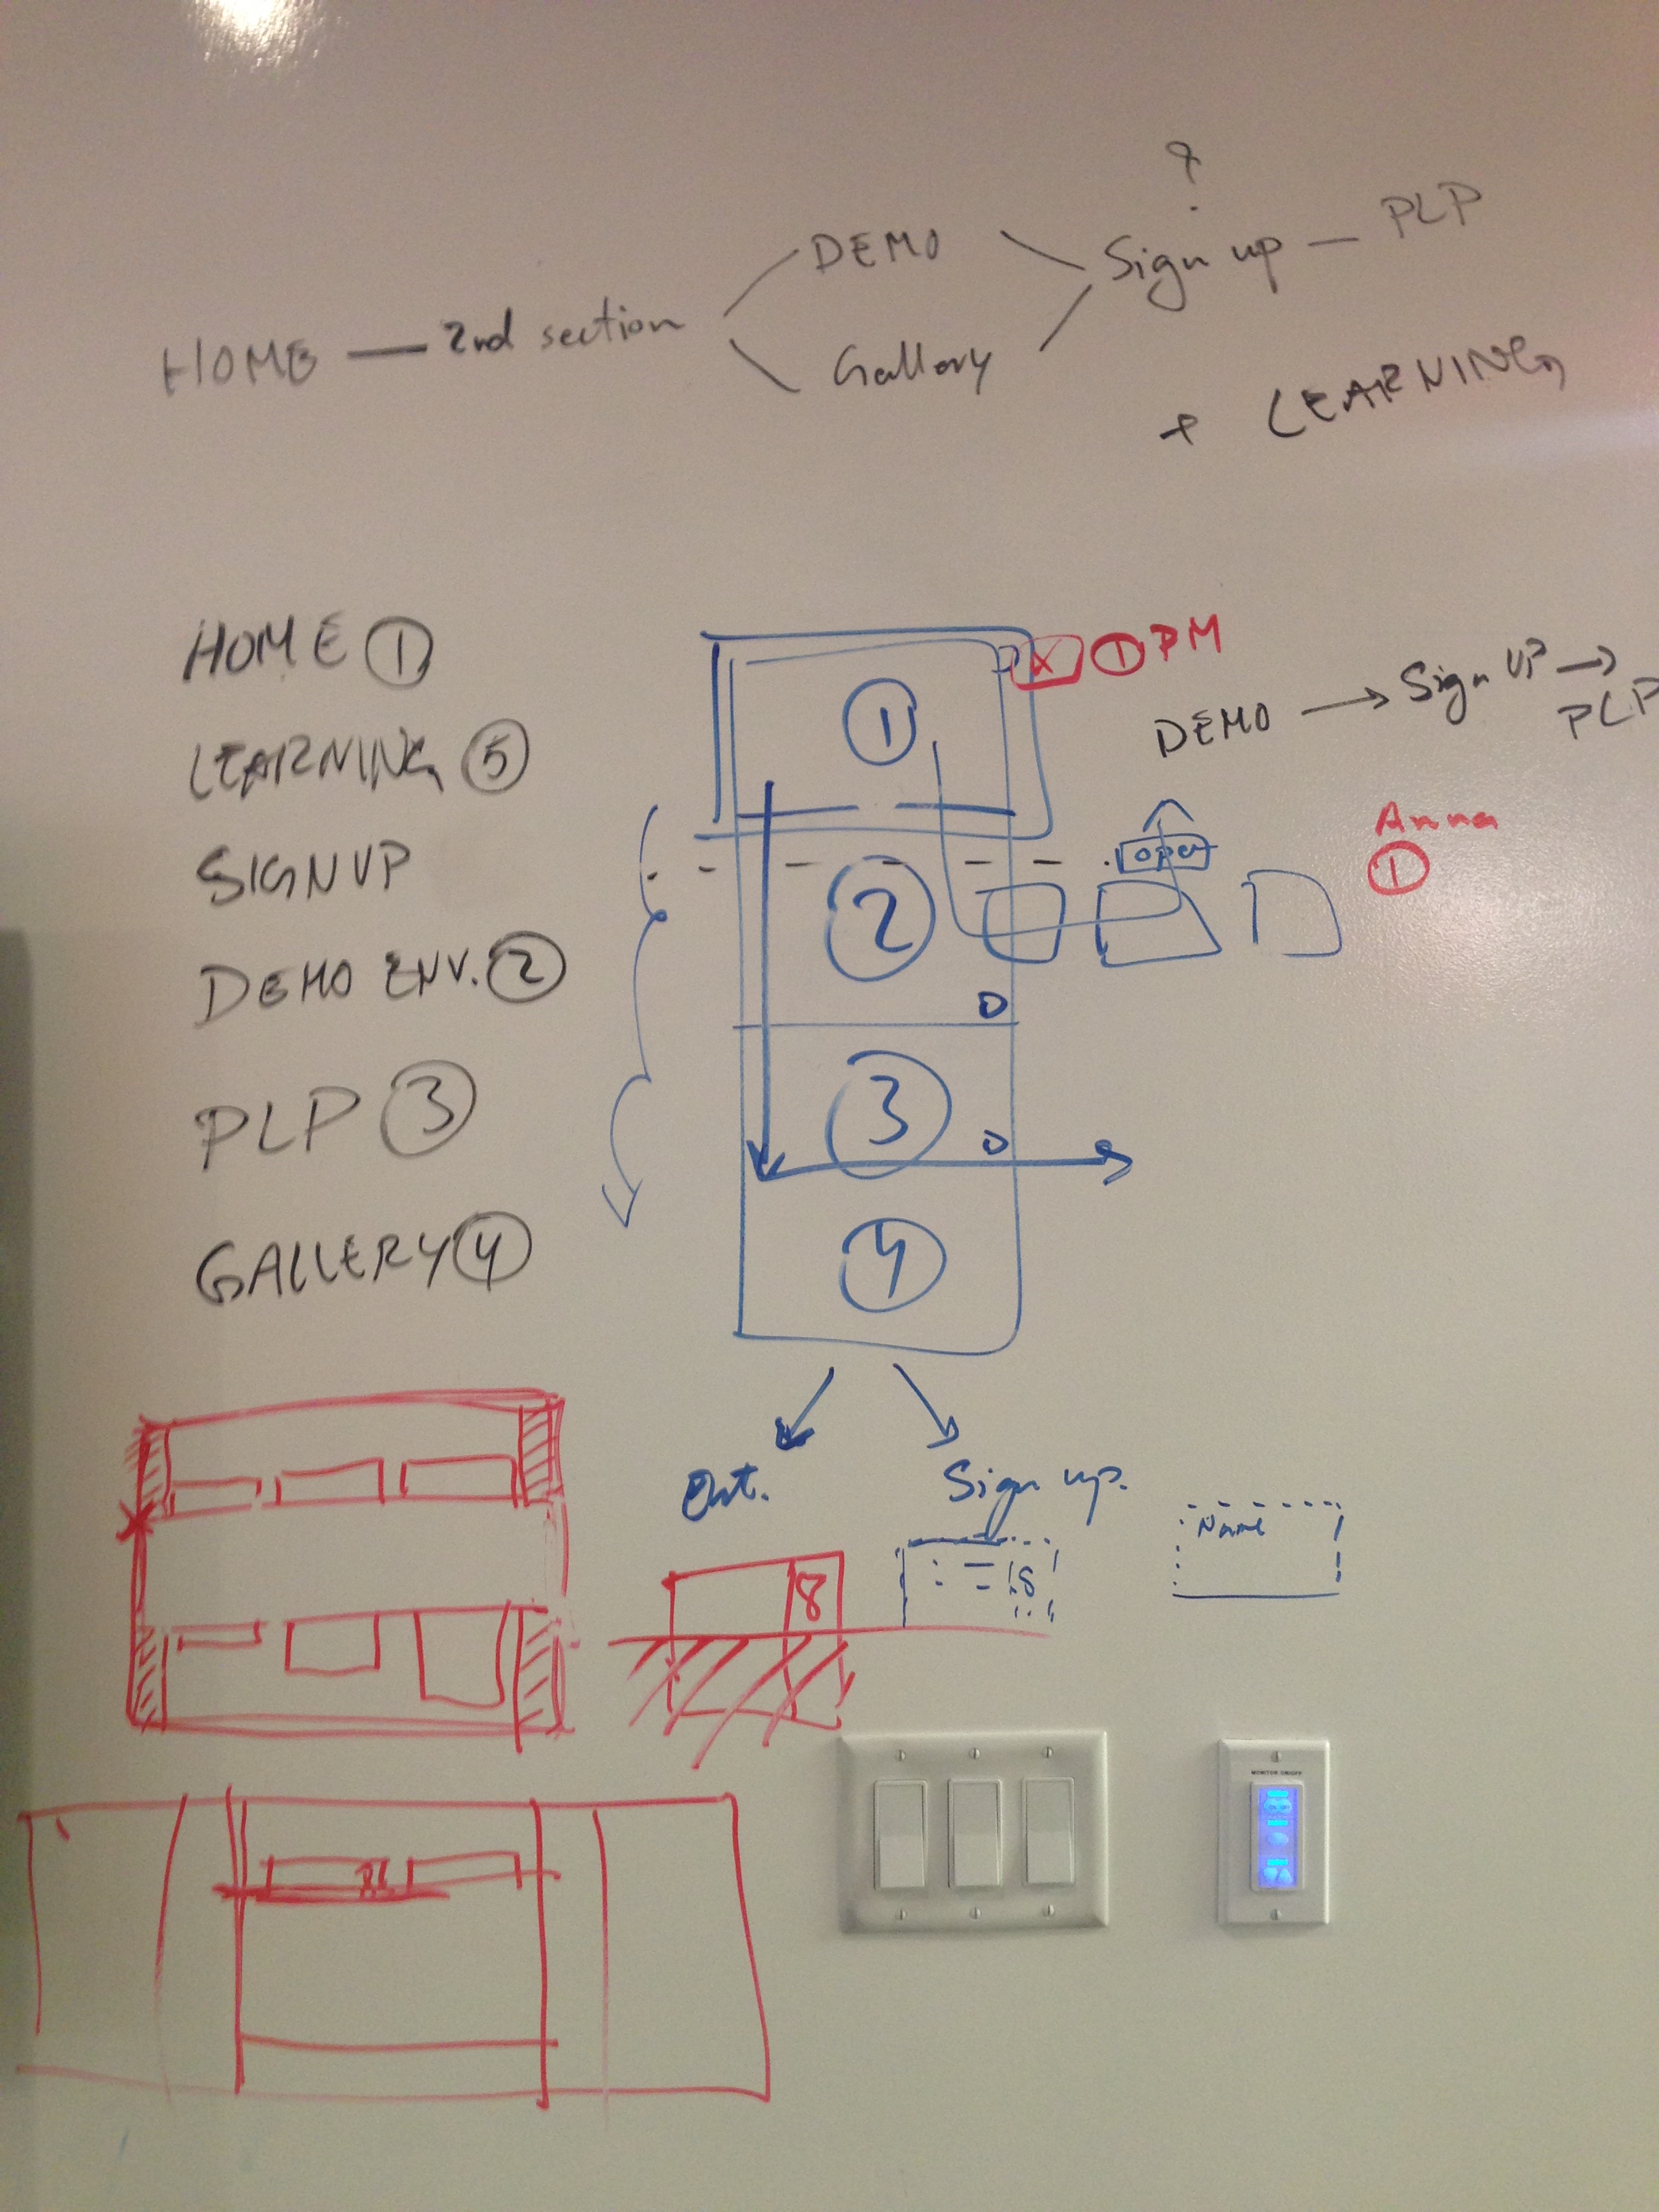 ?
DEMO Sign up — PLP
HOME — 2nd section
Gallery
+ LEARNING
HOME ①
LEARNING ⑤
SIGNUP
DEMO ENV. ②
PLP ③
GALLERY ④
①
②
③
④
X ① PM
DEMO → Sign UP → PLP
open
Anna
①
Sign up.
Name
8
8
MONITOR ON/OFF